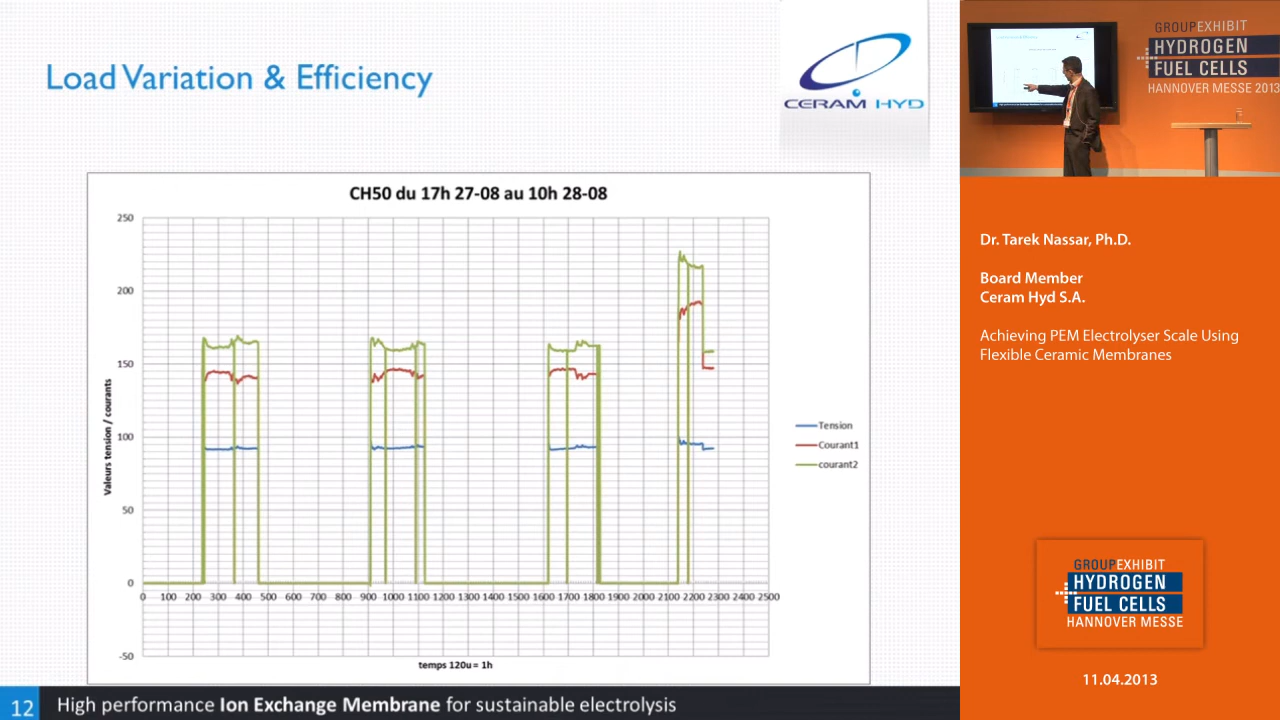 Load Variation & Efficiency
CERAM HYD
CH50 du 17h 27-08 au 10h 28-08
250
200
150
100
50
0
-50
Valeurs tension / courants
0 100 200 300 400 500 600 700 800 900 1000 1100 1200 1300 1400 1500 1600 1700 1800 1900 2000 2100 2200 2300 2400 2500
temps 120u = 1h
Tension
Courant1
courant2
12
High performance Ion Exchange Membrane for sustainable electrolysis
GROUPEXHIBIT
HYDROGEN
FUEL CELLS
HANNOVER MESSE 2013
Dr. Tarek Nassar, Ph.D.
Board Member
Ceram Hyd S.A.
Achieving PEM Electrolyser Scale Using
Flexible Ceramic Membranes
GROUPEXHIBIT
HYDROGEN
FUEL CELLS
HANNOVER MESSE
11.04.2013